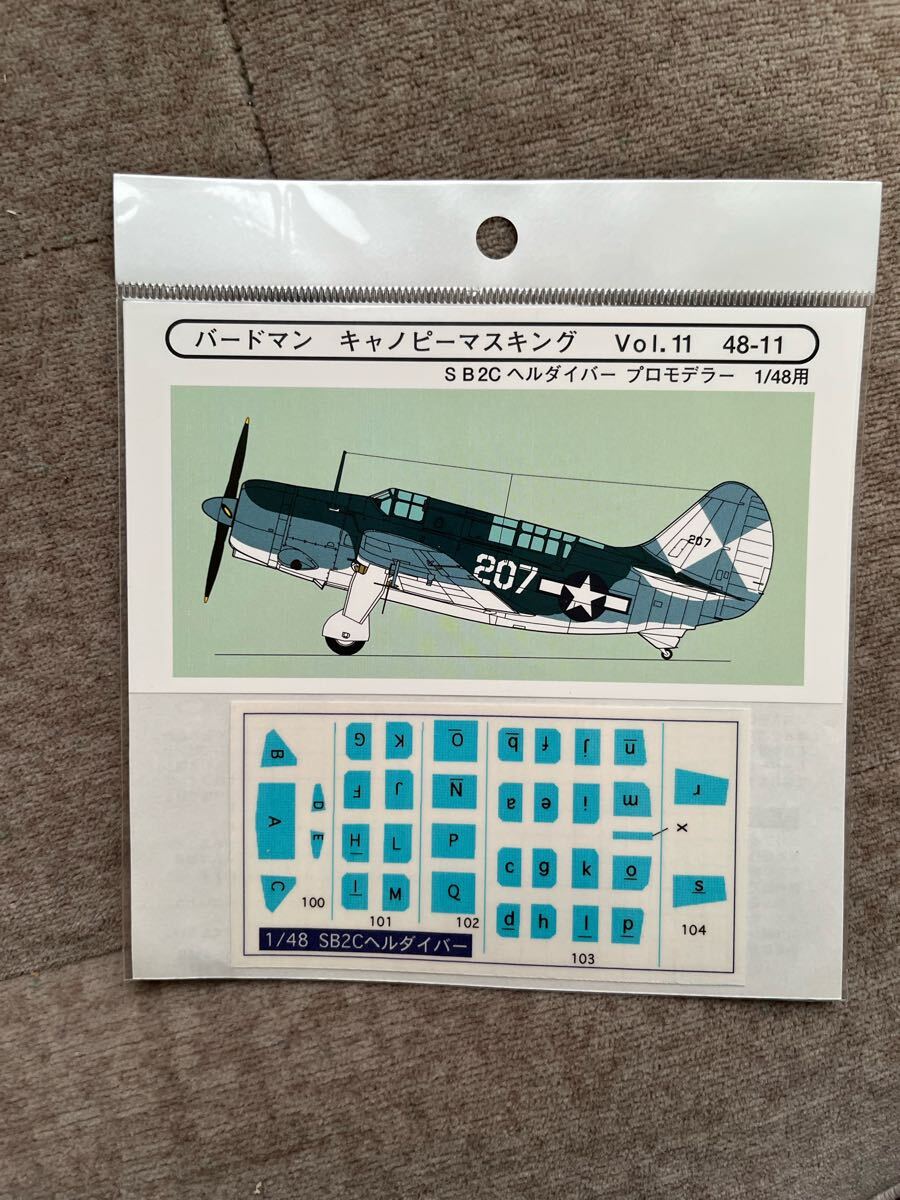 バードマン キャノピーマスキング Vol.11 48-11
SB2C ヘルダイバー プロモデラー 1/48用
207
207
B
A
C
D
E
100
G K
F J
H L
I M
101
O
N
P
Q
102
b f j n
a e i m
x
c g k o
d h l p
103
r
s
104
1/48 SB2Cヘルダイバー